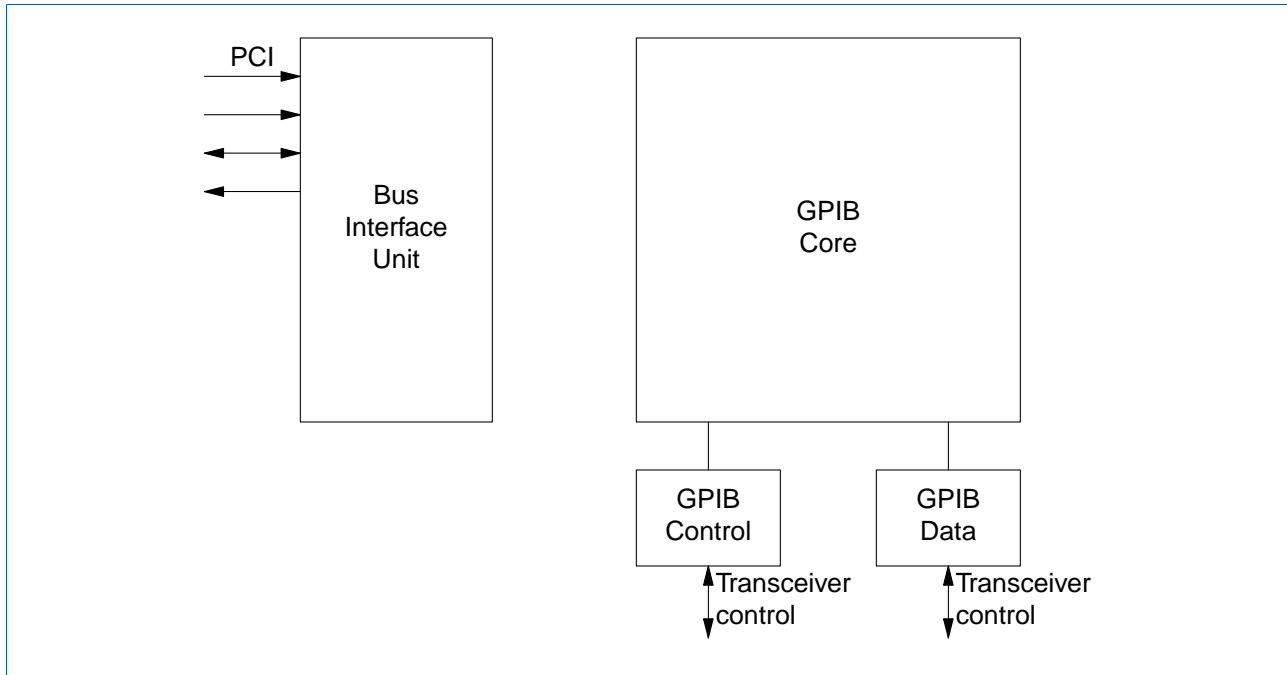 PCI
Bus
Interface
Unit
GPIB
Core
GPIB
Control
GPIB
Data
Transceiver
control
Transceiver
control